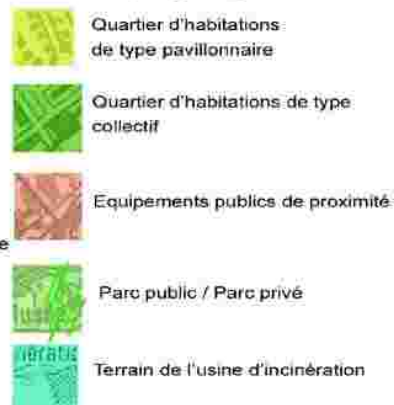 Quartier d'habitations
de type pavillonnaire
Quartier d'habitations de type
collectif
Equipements publics de proximité
e
Parc public / Parc privé
Terrain de l'usine d'incinération